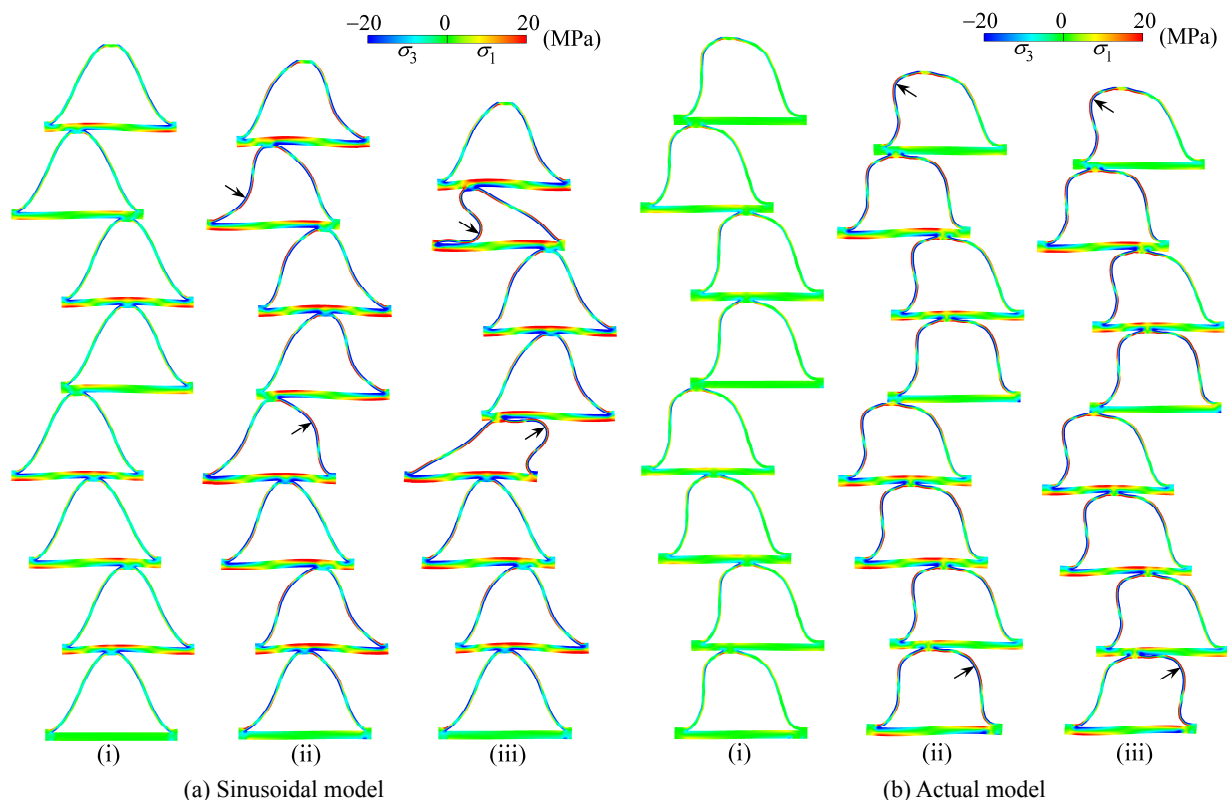 −20 0 20 (MPa)
σ3 σ1
−20 0 20 (MPa)
σ3 σ1
(i) (ii) (iii)
(i) (ii) (iii)
(a) Sinusoidal model
(b) Actual model